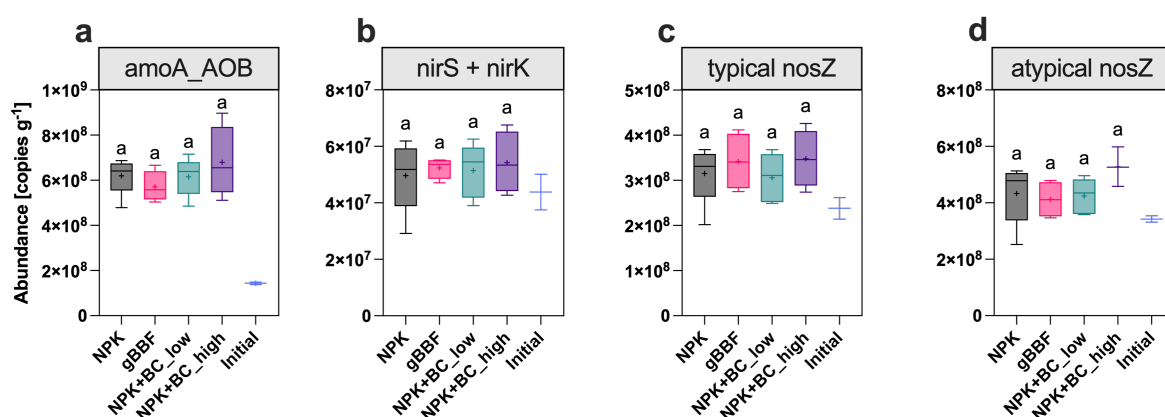 a
amoA_AOB
Abundance [copies g⁻¹]
1×10⁹
8×10⁸
6×10⁸
4×10⁸
2×10⁸
0
a
a
a
a
NPK
gBBF
NPK+BC_low
NPK+BC_high
Initial
b
nirS + nirK
8×10⁷
6×10⁷
4×10⁷
2×10⁷
0
a
a
a
a
NPK
gBBF
NPK+BC_low
NPK+BC_high
Initial
c
typical nosZ
5×10⁸
4×10⁸
3×10⁸
2×10⁸
1×10⁸
0
a
a
a
a
NPK
gBBF
NPK+BC_low
NPK+BC_high
Initial
d
atypical nosZ
8×10⁸
6×10⁸
4×10⁸
2×10⁸
0
a
a
a
a
NPK
gBBF
NPK+BC_low
NPK+BC_high
Initial